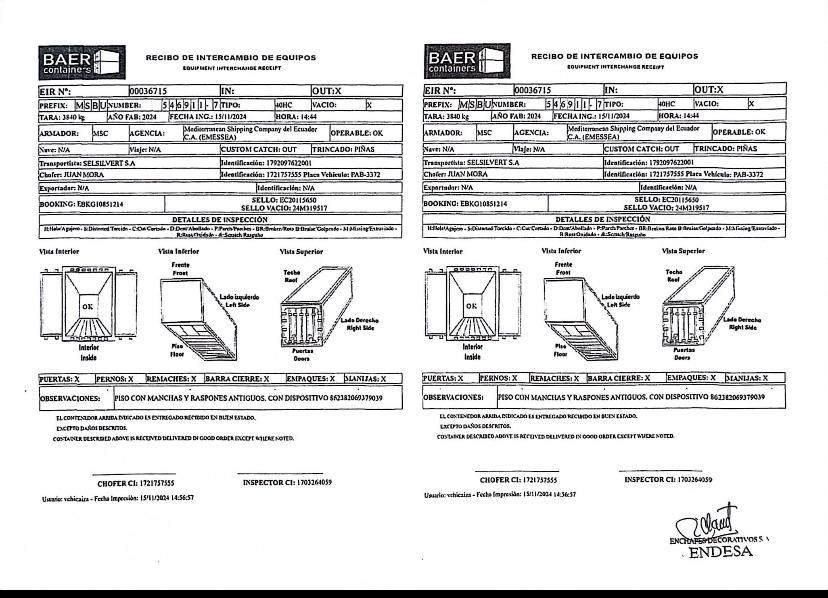 BAER
containers
RECIBO DE INTERCAMBIO DE EQUIPOS
EQUIPMENT INTERCHANGE RECEIPT
EIR N°: 00036715 IN: OUT:X
PREFIX: M S B U NUMBER: 5 4 6 9 1 1 - 7 TIPO: 40HC VACIO: X
TARA: 3840 kg AÑO FAB: 2024 FECHA ING.: 15/11/2024 HORA: 14:44
ARMADOR: MSC AGENCIA: Mediterranean Shipping Company del Ecuador C.A. (EMESSEA) OPERABLE: OK
Nave: N/A Viaje: N/A CUSTOM CATCH: OUT TRINCADO: PIÑAS
Transportista: SELSILVERT S.A Identificación: 1792097622001
Chofer: JUAN MORA Identificación: 1721757555 Placa Vehículo: PAB-3372
Exportador: N/A Identificación: N/A
BOOKING: EBKG10851214 SELLO: EC20115650
SELLO VACIO: 24M319517
DETALLES DE INSPECCIÓN
H:Hole/Agujero - S:Distorted/Torcido - C:Cut/Cortado - D:Dent/Abollado - P:Patch/Parches - BR:Broken/Roto B:Bruise/Golpeado - M:Missing/Extraviado -
R:Rust/Oxidado - A:Scratch/Rasguño
Vista Interior Vista Inferior Vista Superior
Frente
Front
Techo
Roof
Lado izquierdo
Left Side
OK
Lado Derecho
Right Side
Piso
Floor
Interior
Inside
Puertas
Doors
PUERTAS: X PERNOS: X REMACHES: X BARRA CIERRE: X EMPAQUES: X MANIJAS: X
OBSERVACIONES: PISO CON MANCHAS Y RASPONES ANTIGUOS, CON DISPOSITIVO 862382069379039
EL CONTENEDOR ARRIBA INDICADO ES ENTREGADO/RECIBIDO EN BUEN ESTADO.
EXCEPTO DAÑOS DESCRITOS.
CONTAINER DESCRIBED ABOVE IS RECEIVED DELIVERED IN GOOD ORDER EXCEPT WHERE NOTED.
CHOFER CI: 1721757555 INSPECTOR CI: 1703264059
Usuario: vchicaiza - Fecha Impresión: 15/11/2024 14:56:57
BAER
containers
RECIBO DE INTERCAMBIO DE EQUIPOS
EQUIPMENT INTERCHANGE RECEIPT
EIR N°: 00036715 IN: OUT:X
PREFIX: M S B U NUMBER: 5 4 6 9 1 1 - 7 TIPO: 40HC VACIO: X
TARA: 3840 kg AÑO FAB: 2024 FECHA ING.: 15/11/2024 HORA: 14:44
ARMADOR: MSC AGENCIA: Mediterranean Shipping Company del Ecuador C.A. (EMESSEA) OPERABLE: OK
Nave: N/A Viaje: N/A CUSTOM CATCH: OUT TRINCADO: PIÑAS
Transportista: SELSILVERT S.A Identificación: 1792097622001
Chofer: JUAN MORA Identificación: 1721757555 Placa Vehículo: PAB-3372
Exportador: N/A Identificación: N/A
BOOKING: EBKG10851214 SELLO: EC20115650
SELLO VACIO: 24M319517
DETALLES DE INSPECCIÓN
H:Hole/Agujero - S:Distorted/Torcido - C:Cut/Cortado - D:Dent/Abollado - P:Patch/Parches - BR:Broken/Roto B:Bruise/Golpeado - M:Missing/Extraviado -
R:Rust/Oxidado - A:Scratch/Rasguño
Vista Interior Vista Inferior Vista Superior
Frente
Front
Techo
Roof
Lado izquierdo
Left Side
OK
Lado Derecho
Right Side
Piso
Floor
Interior
Inside
Puertas
Doors
PUERTAS: X PERNOS: X REMACHES: X BARRA CIERRE: X EMPAQUES: X MANIJAS: X
OBSERVACIONES: PISO CON MANCHAS Y RASPONES ANTIGUOS, CON DISPOSITIVO 862382069379039
EL CONTENEDOR ARRIBA INDICADO ES ENTREGADO/RECIBIDO EN BUEN ESTADO.
EXCEPTO DAÑOS DESCRITOS.
CONTAINER DESCRIBED ABOVE IS RECEIVED DELIVERED IN GOOD ORDER EXCEPT WHERE NOTED.
CHOFER CI: 1721757555 INSPECTOR CI: 1703264059
Usuario: vchicaiza - Fecha Impresión: 15/11/2024 14:56:57
ENCHAPES DECORATIVOS S.
ENDESA